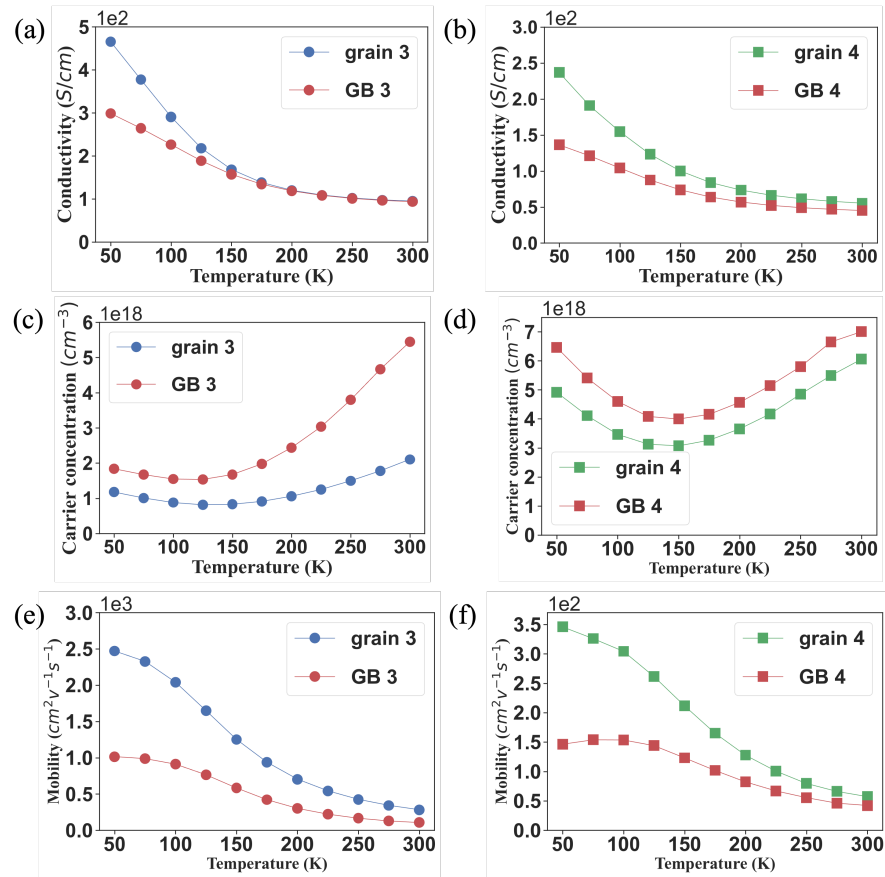 (a)
1e2
Conductivity (S/cm)
5
4
3
2
1
0
grain 3
GB 3
50 100 150 200 250 300
Temperature (K)
(b)
1e2
Conductivity (S/cm)
3.0
2.5
2.0
1.5
1.0
0.5
0.0
grain 4
GB 4
50 100 150 200 250 300
Temperature (K)
(c)
1e18
Carrier concentration (cm⁻³)
6
5
4
3
2
1
0
grain 3
GB 3
50 100 150 200 250 300
Temperature (K)
(d)
1e18
Carrier concentration (cm⁻³)
7
6
5
4
3
2
1
0
grain 4
GB 4
50 100 150 200 250 300
Temperature (K)
(e)
1e3
Mobility (cm²v⁻¹s⁻¹)
3.0
2.5
2.0
1.5
1.0
0.5
0.0
grain 3
GB 3
50 100 150 200 250 300
Temperature (K)
(f)
1e2
Mobility (cm²v⁻¹s⁻¹)
3.5
3.0
2.5
2.0
1.5
1.0
0.5
0.0
grain 4
GB 4
50 100 150 200 250 300
Temperature (K)